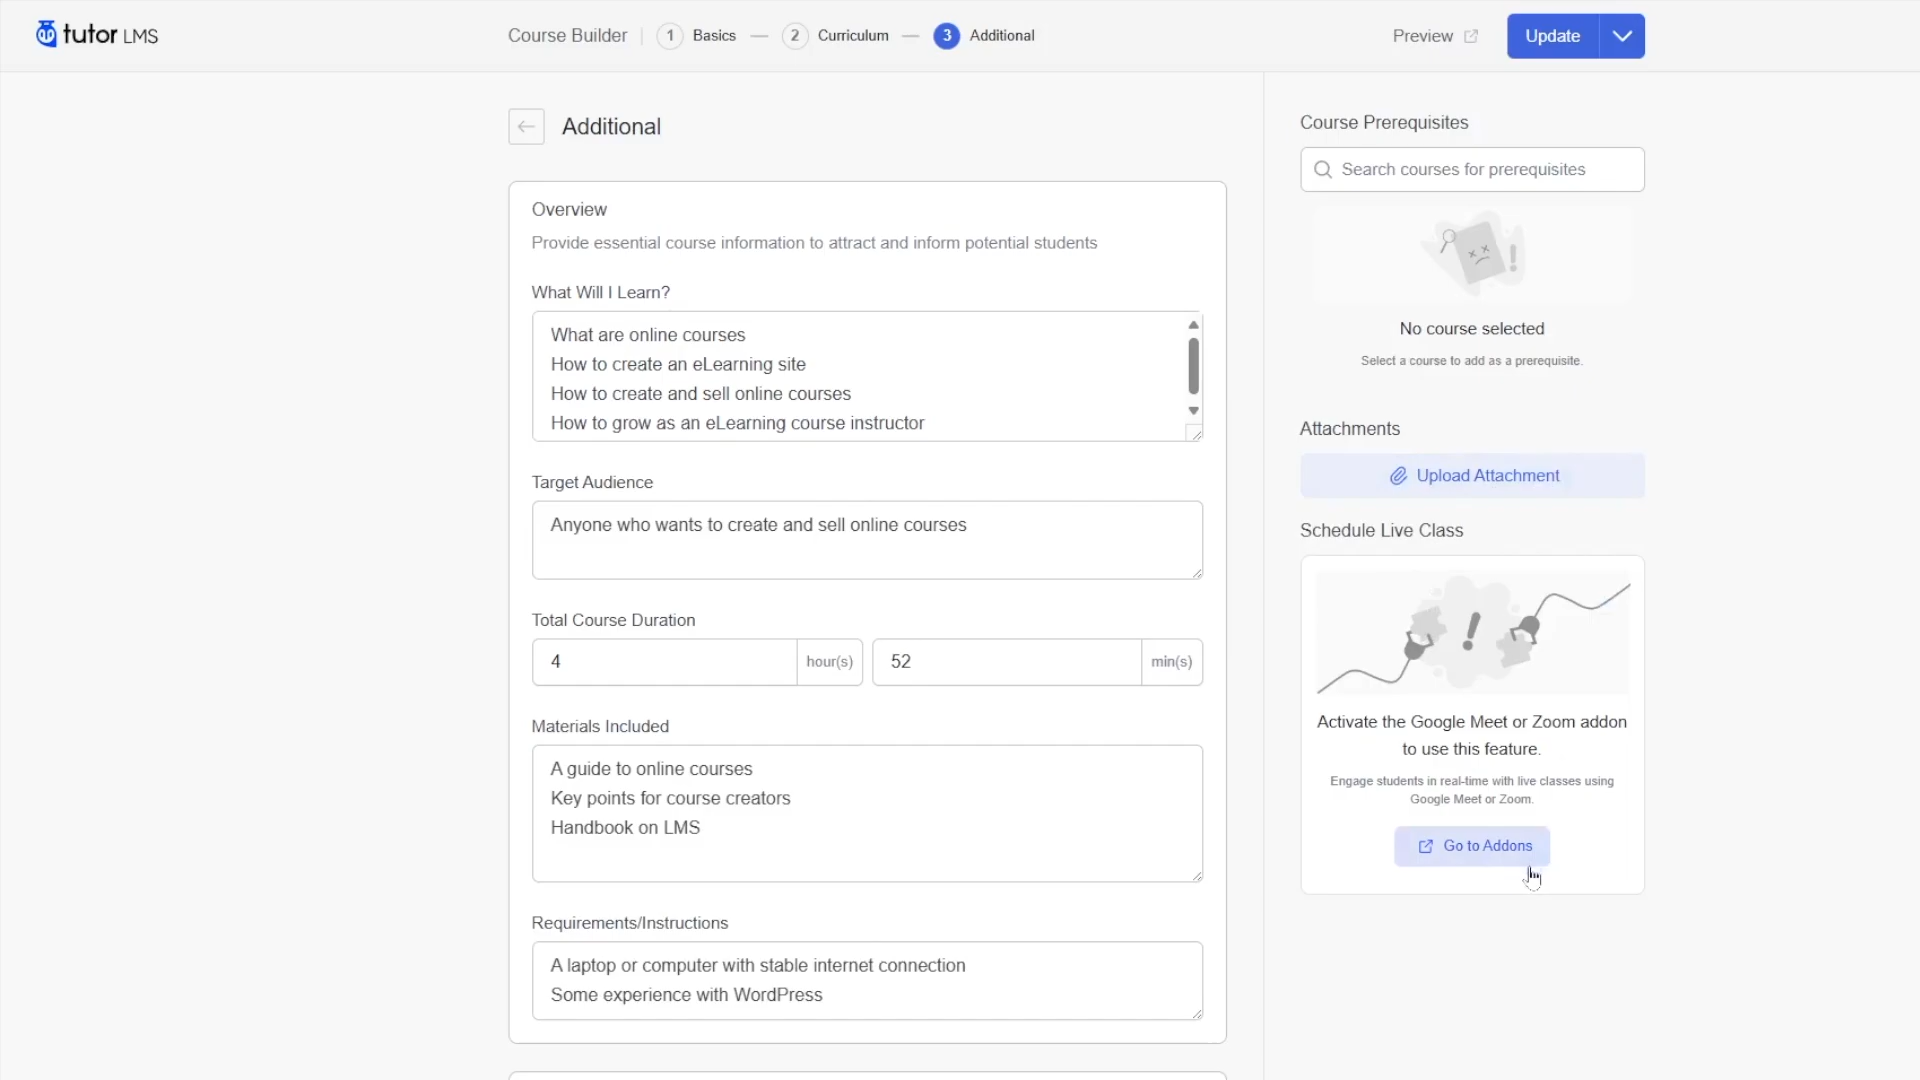 tutor LMS
Course Builder
1 Basics
2 Curriculum
3 Additional
Preview
Update
Additional
Overview
Provide essential course information to attract and inform potential students
What Will I Learn?
What are online courses
How to create an eLearning site
How to create and sell online courses
How to grow as an eLearning course instructor
Target Audience
Anyone who wants to create and sell online courses
Total Course Duration
4 hour(s) 52 min(s)
Materials Included
A guide to online courses
Key points for course creators
Handbook on LMS
Requirements/Instructions
A laptop or computer with stable internet connection
Some experience with WordPress
Course Prerequisites
Search courses for prerequisites
No course selected
Select a course to add as a prerequisite.
Attachments
Upload Attachment
Schedule Live Class
Activate the Google Meet or Zoom addon
to use this feature.
Engage students in real-time with live classes using
Google Meet or Zoom.
Go to Addons